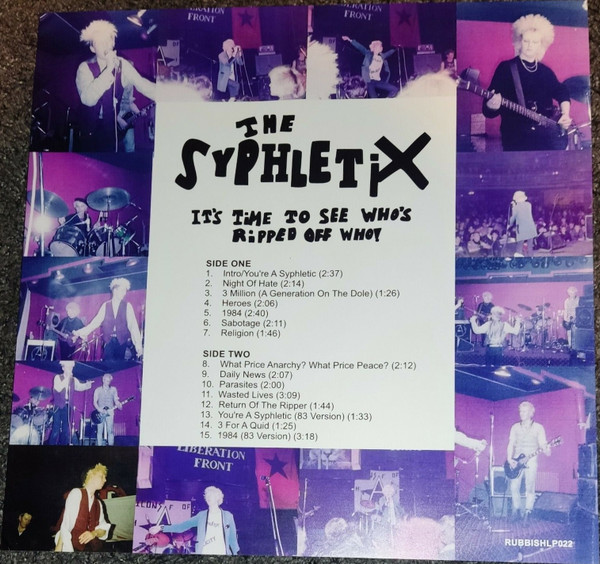 LIBERATION
FRONT
ERATION
FRONT
THE
SYPHLETiX
iT'S TiME TO SEE WHO'S
RiPPED OFF WHO!
SIDE ONE
1. Intro/You're A Syphletic (2:37)
2. Night Of Hate (2:14)
3. 3 Million (A Generation On The Dole) (1:26)
4. Heroes (2:06)
5. 1984 (2:40)
6. Sabotage (2:11)
7. Religion (1:46)
SIDE TWO
8. What Price Anarchy? What Price Peace? (2:12)
9. Daily News (2:07)
10. Parasites (2:00)
11. Wasted Lives (3:09)
12. Return Of The Ripper (1:44)
13. You're A Syphletic (83 Version) (1:33)
14. 3 For A Quid (1:25)
15. 1984 (83 Version) (3:18)
LIBERATION
FRONT
RUBBISHLP022